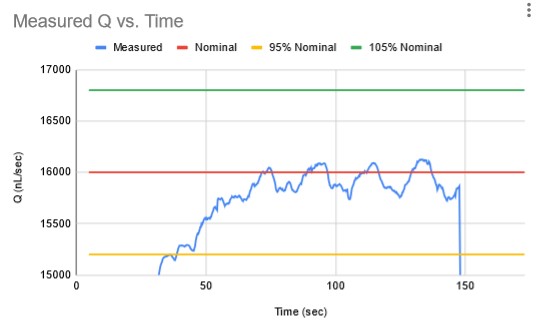 Measured Q vs. Time
Measured Nominal 95% Nominal 105% Nominal
17000
16500
16000
15500
15000
Q (nL/sec)
0 50 100 150
Time (sec)